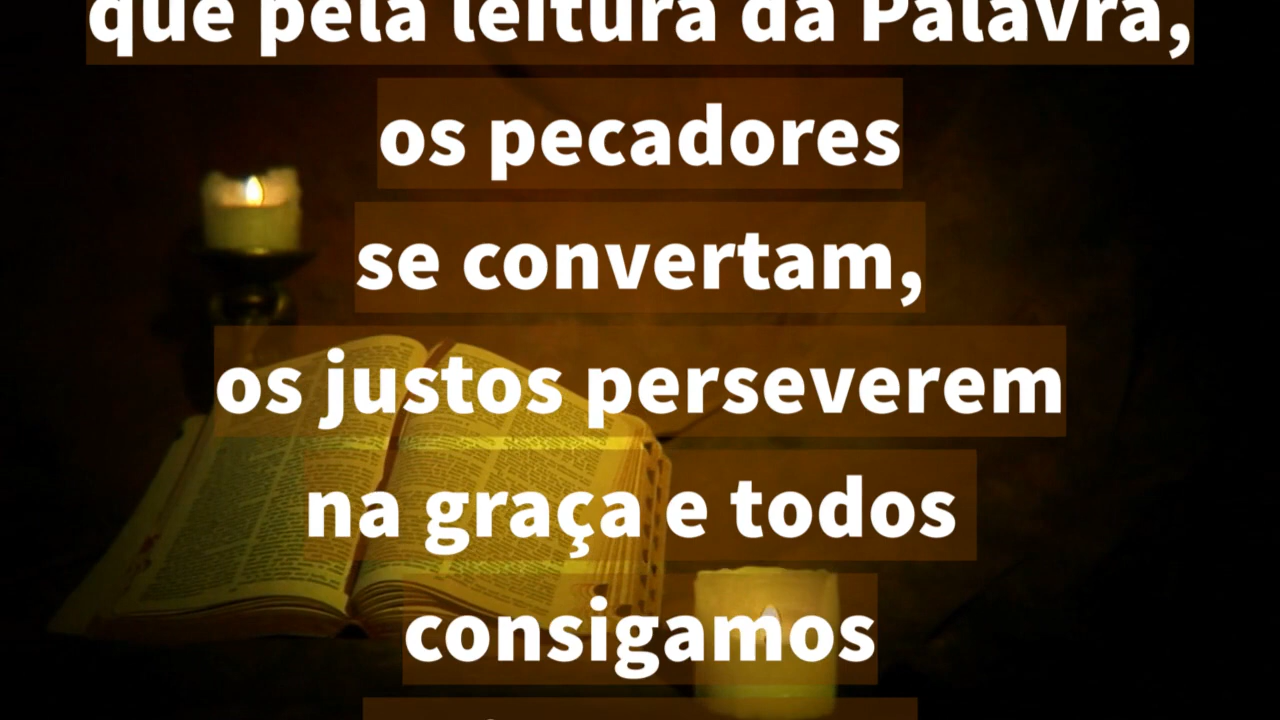 que pela leitura da Palavra,
os pecadores
se convertam,
os justos perseverem
na graça e todos
consigamos